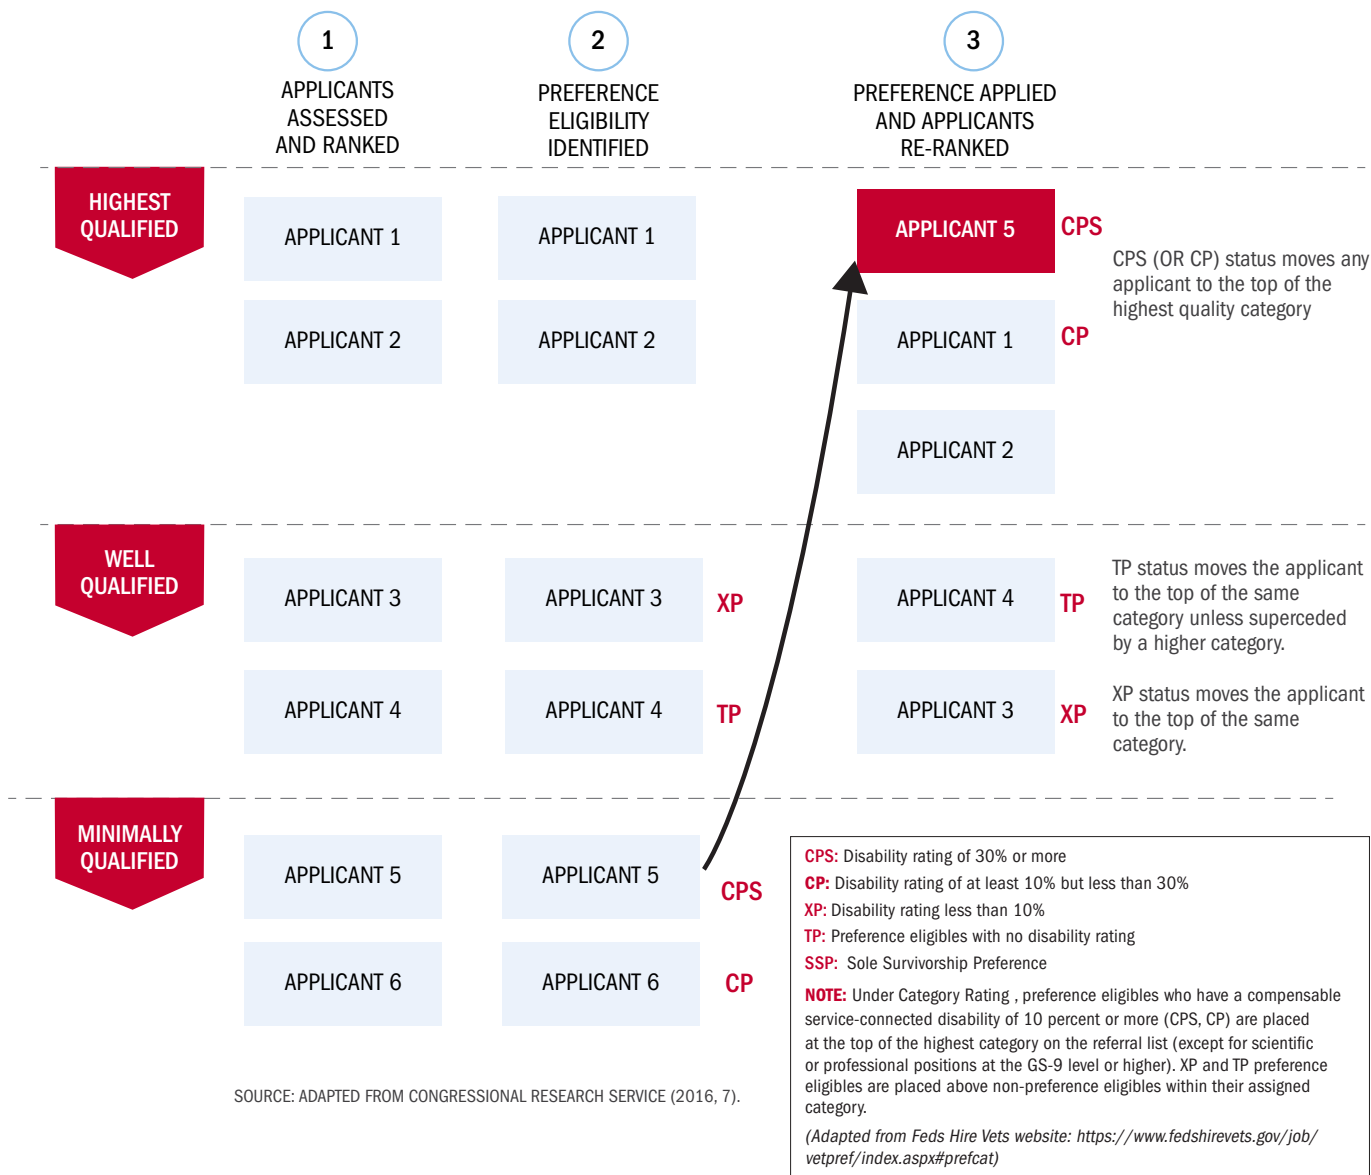 1
APPLICANTS
ASSESSED
AND RANKED
2
PREFERENCE
ELIGIBILITY
IDENTIFIED
3
PREFERENCE APPLIED
AND APPLICANTS
RE-RANKED
HIGHEST
QUALIFIED
APPLICANT 1
APPLICANT 2
APPLICANT 1
APPLICANT 2
APPLICANT 5
CPS
APPLICANT 1
CP
APPLICANT 2
CPS (OR CP) status moves any
applicant to the top of the
highest quality category
WELL
QUALIFIED
APPLICANT 3
APPLICANT 4
APPLICANT 3
XP
APPLICANT 4
TP
APPLICANT 4
TP
APPLICANT 3
XP
TP status moves the applicant
to the top of the same
category unless superceded
by a higher category.
XP status moves the applicant
to the top of the same
category.
MINIMALLY
QUALIFIED
APPLICANT 5
APPLICANT 6
APPLICANT 5
CPS
APPLICANT 6
CP
CPS: Disability rating of 30% or more
CP: Disability rating of at least 10% but less than 30%
XP: Disability rating less than 10%
TP: Preference eligibles with no disability rating
SSP: Sole Survivorship Preference
NOTE: Under Category Rating , preference eligibles who have a compensable
service-connected disability of 10 percent or more (CPS, CP) are placed
at the top of the highest category on the referral list (except for scientific
or professional positions at the GS-9 level or higher). XP and TP preference
eligibles are placed above non-preference eligibles within their assigned
category.
(Adapted from Feds Hire Vets website: https://www.fedshirevets.gov/job/
vetpref/index.aspx#prefcat)
SOURCE: ADAPTED FROM CONGRESSIONAL RESEARCH SERVICE (2016, 7).